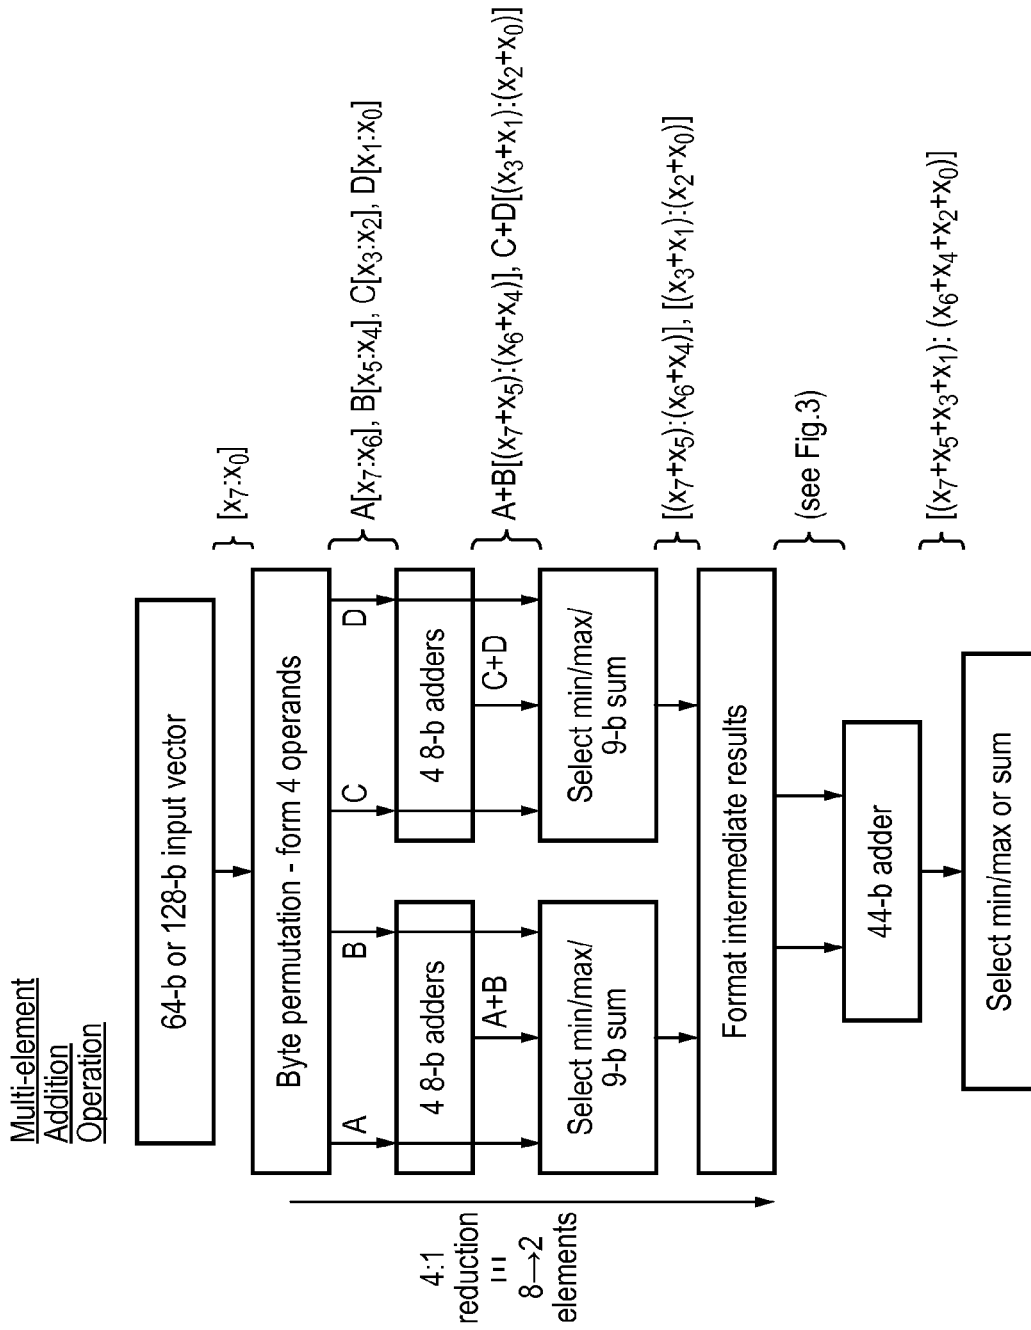 Multi-element
Addition
Operation
64-b or 128-b input vector
[x7:x0]
Byte permutation - form 4 operands
A
B
C
D
A[x7:x6], B[x5:x4], C[x3:x2], D[x1:x0]
4 8-b adders
4 8-b adders
A+B
C+D
A+B[(x7+x5):(x6+x4)], C+D[(x3+x1):(x2+x0)]
Select min/max/
9-b sum
Select min/max/
9-b sum
[(x7+x5):(x6+x4)], [(x3+x1):(x2+x0)]
4:1
reduction
≡
8→2
elements
Format intermediate results
(see Fig.3)
44-b adder
[(x7+x5+x3+x1): (x6+x4+x2+x0)]
Select min/max or sum